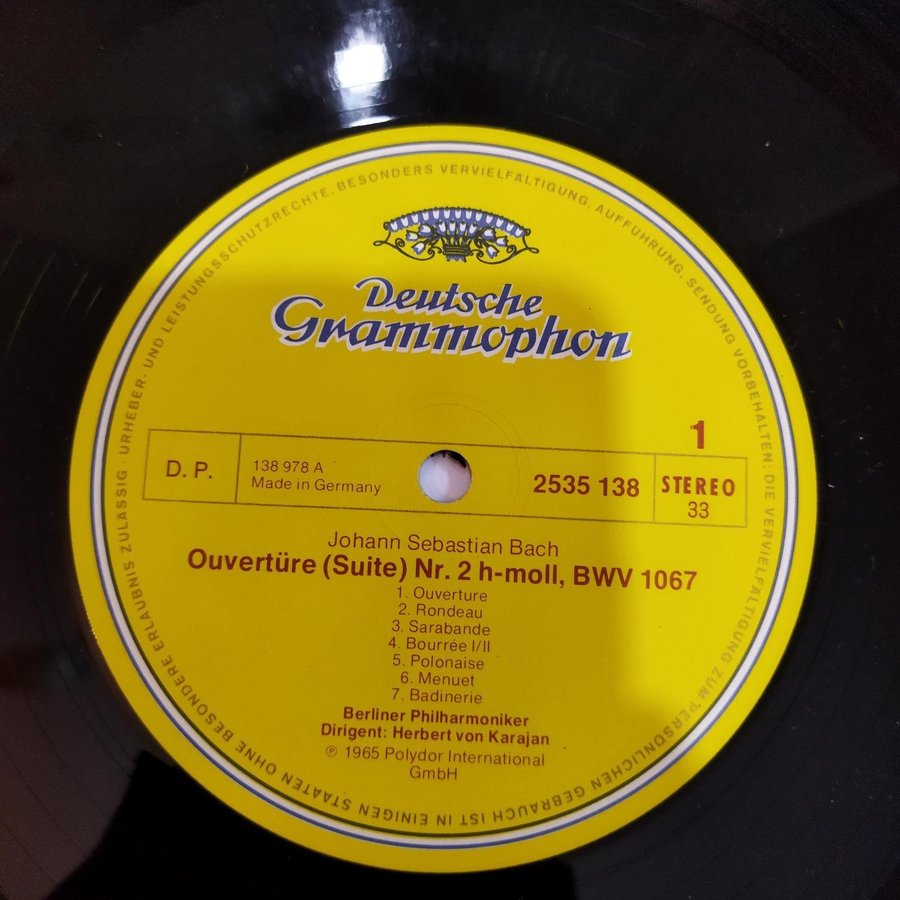 URHEBER- UND LEISTUNGSSCHUTZRECHTE, BESONDERS VERVIELFÄLTIGUNG, AUFFÜHRUNG, SENDUNG VORBEHALTEN; DIE VERVIELFÄLTIGUNG ZUM PERSÖNLICHEN GEBRAUCH IST IN EINIGEN STAATEN OHNE BESONDERE ERLAUBNIS ZULÄSSIG ·
Deutsche
Grammophon
1
D. P.
138 978 A
Made in Germany
2535 138
STEREO
33
Johann Sebastian Bach
Ouvertüre (Suite) Nr. 2 h-moll, BWV 1067
1. Ouverture
2. Rondeau
3. Sarabande
4. Bourrée I/II
5. Polonaise
6. Menuet
7. Badinerie
Berliner Philharmoniker
Dirigent: Herbert von Karajan
℗ 1965 Polydor International
GmbH